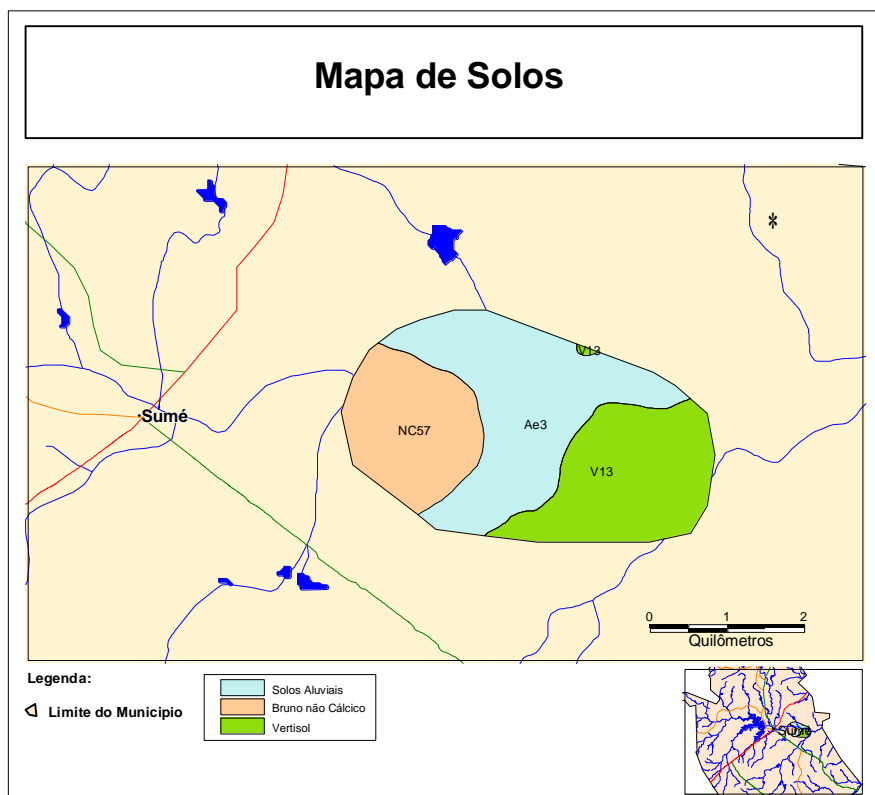 Mapa de Solos
V13
Sumé
NC57
Ae3
V13
0 1 2
Quilômetros
Legenda:
Limite do Municipio
Solos Aluviais
Bruno não Cálcico
Vertisol
Sumé